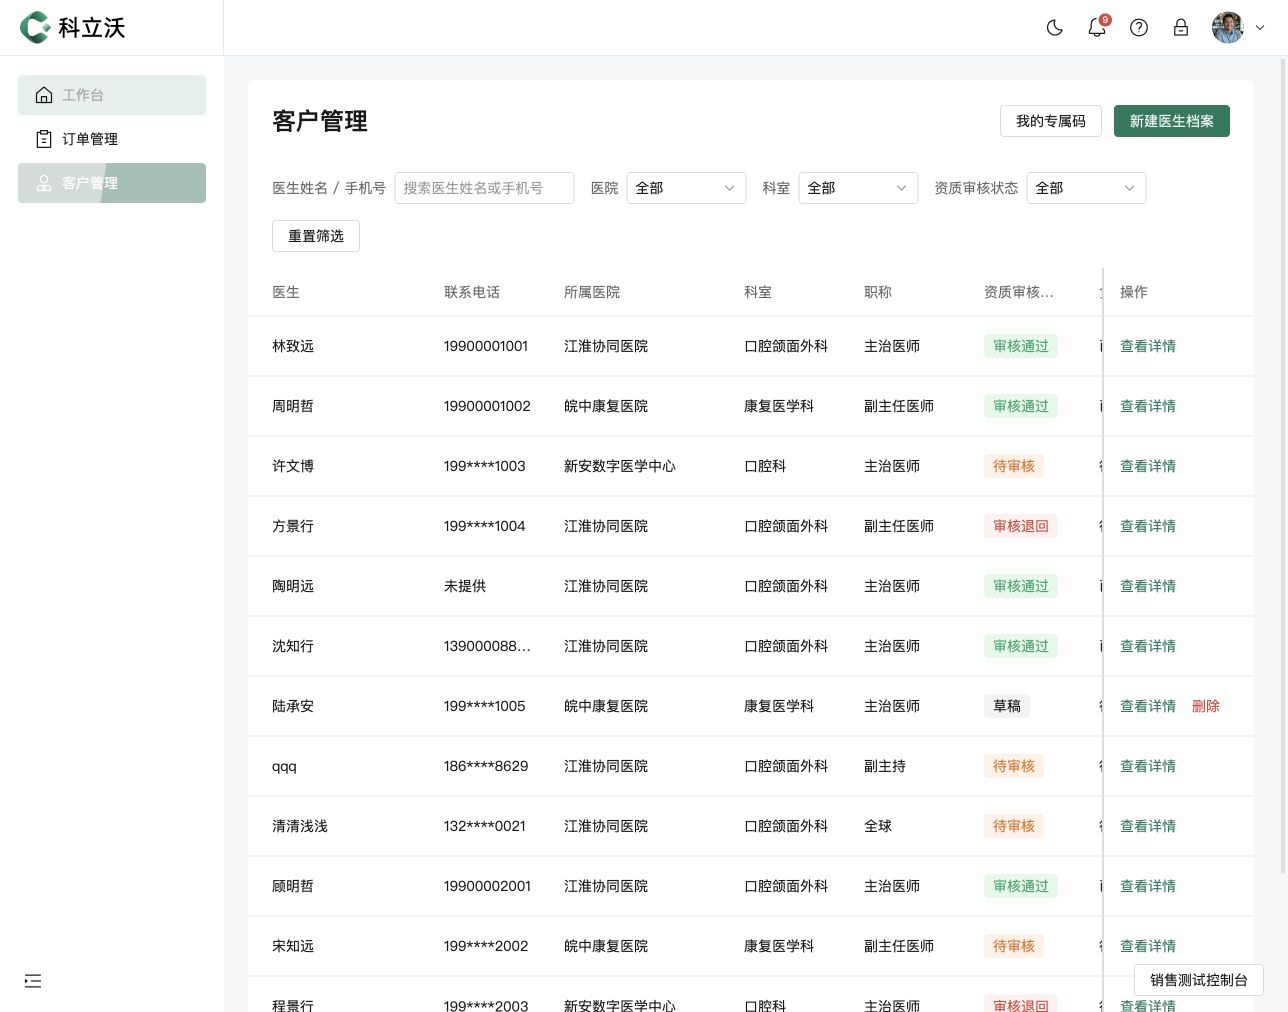 科立沃
9
工作台
订单管理
客户管理
客户管理
我的专属码
新建医生档案
医生姓名 / 手机号 搜索医生姓名或手机号 医院 全部 科室 全部 资质审核状态 全部
重置筛选
医生 联系电话 所属医院 科室 职称 资质审核... 操作
林致远 19900001001 江淮协同医院 口腔颌面外科 主治医师 审核通过 查看详情
周明哲 19900001002 皖中康复医院 康复医学科 副主任医师 审核通过 查看详情
许文博 199****1003 新安数字医学中心 口腔科 主治医师 待审核 查看详情
方景行 199****1004 江淮协同医院 口腔颌面外科 副主任医师 审核退回 查看详情
陶明远 未提供 江淮协同医院 口腔颌面外科 主治医师 审核通过 查看详情
沈知行 139000088... 江淮协同医院 口腔颌面外科 主治医师 审核通过 查看详情
陆承安 199****1005 皖中康复医院 康复医学科 主治医师 草稿 查看详情 删除
qqq 186****8629 江淮协同医院 口腔颌面外科 副主持 待审核 查看详情
清清浅浅 132****0021 江淮协同医院 口腔颌面外科 全球 待审核 查看详情
顾明哲 19900002001 江淮协同医院 口腔颌面外科 主治医师 审核通过 查看详情
宋知远 199****2002 皖中康复医院 康复医学科 副主任医师 待审核 查看详情
销售测试控制台
程景行 199****2003 新安数字医学中心 口腔科 主治医师 审核退回 查看详情